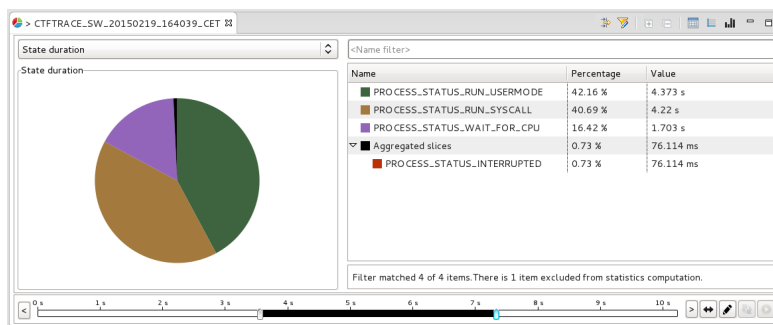 > CTFTRACE_SW_20150219_164039_CET
State duration
<Name filter>
State duration
Name Percentage Value
PROCESS_STATUS_RUN_USERMODE 42.16 % 4.373 s
PROCESS_STATUS_RUN_SYSCALL 40.69 % 4.22 s
PROCESS_STATUS_WAIT_FOR_CPU 16.42 % 1.703 s
Aggregated slices 0.73 % 76.114 ms
PROCESS_STATUS_INTERRUPTED 0.73 % 76.114 ms
Filter matched 4 of 4 items.There is 1 item excluded from statistics computation.
0 s 1 s 2 s 3 s 4 s 5 s 6 s 7 s 8 s 9 s 10 s
< >